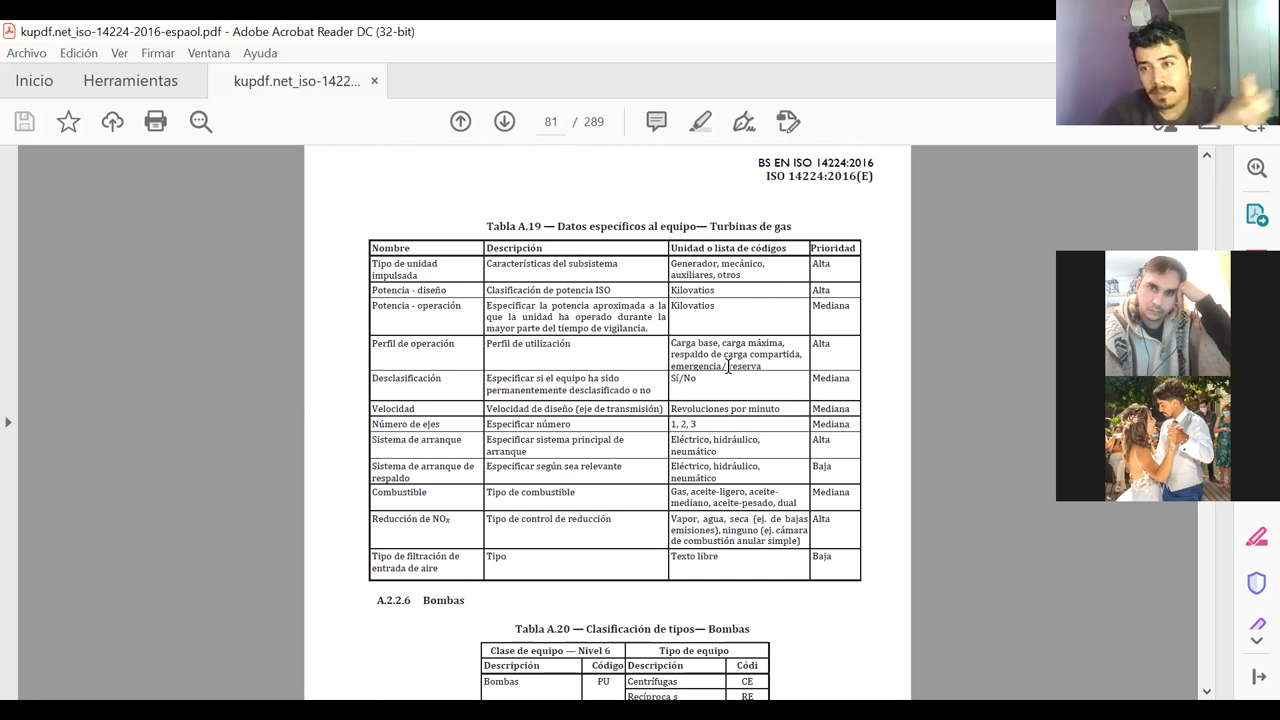 kupdf.net_iso-14224-2016-espaol.pdf - Adobe Acrobat Reader DC (32-bit)
Archivo Edición Ver Firmar Ventana Ayuda
Inicio Herramientas kupdf.net_iso-1422... ×
81 / 289
BS EN ISO 14224:2016
ISO 14224:2016(E)
Tabla A.19 — Datos específicos al equipo— Turbinas de gas
Nombre Descripción Unidad o lista de códigos Prioridad
Tipo de unidad Características del subsistema Generador, mecánico, Alta
impulsada auxiliares, otros
Potencia - diseño Clasificación de potencia ISO Kilovatios Alta
Potencia - operación Especificar la potencia aproximada a la Kilovatios Mediana
que la unidad ha operado durante la
mayor parte del tiempo de vigilancia.
Perfil de operación Perfil de utilización Carga base, carga máxima, Alta
respaldo de carga compartida,
emergencia/reserva
Desclasificación Especificar si el equipo ha sido Sí/No Mediana
permanentemente desclasificado o no
Velocidad Velocidad de diseño (eje de transmisión) Revoluciones por minuto Mediana
Número de ejes Especificar número 1, 2, 3 Mediana
Sistema de arranque Especificar sistema principal de Eléctrico, hidráulico, Alta
arranque neumático
Sistema de arranque de Especificar según sea relevante Eléctrico, hidráulico, Baja
respaldo neumático
Combustible Tipo de combustible Gas, aceite-ligero, aceite- Mediana
mediano, aceite-pesado, dual
Reducción de NOx Tipo de control de reducción Vapor, agua, seca (ej. de bajas Alta
emisiones), ninguno (ej. cámara
de combustión anular simple)
Tipo de filtración de Tipo Texto libre Baja
entrada de aire
A.2.2.6 Bombas
Tabla A.20 — Clasificación de tipos— Bombas
Clase de equipo — Nivel 6 Tipo de equipo
Descripción Código Descripción Códi
Bombas PU Centrífugas CE
Recíproca s RE